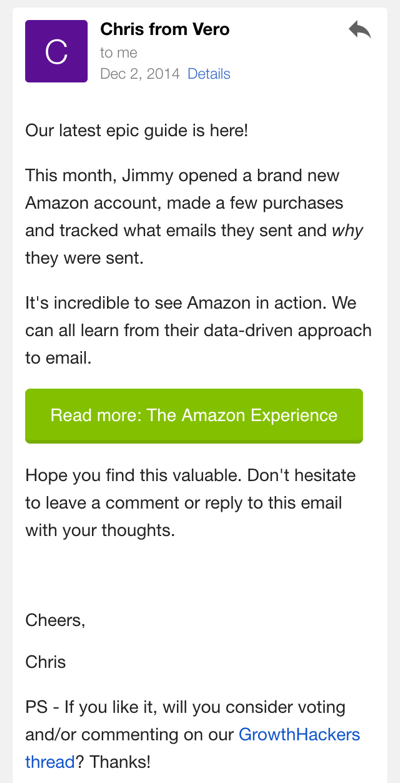 C
Chris from Vero
to me
Dec 2, 2014 Details
Our latest epic guide is here!
This month, Jimmy opened a brand new
Amazon account, made a few purchases
and tracked what emails they sent and why
they were sent.
It's incredible to see Amazon in action. We
can all learn from their data-driven approach
to email.
Read more: The Amazon Experience
Hope you find this valuable. Don't hesitate
to leave a comment or reply to this email
with your thoughts.
Cheers,
Chris
PS - If you like it, will you consider voting
and/or commenting on our GrowthHackers
thread? Thanks!